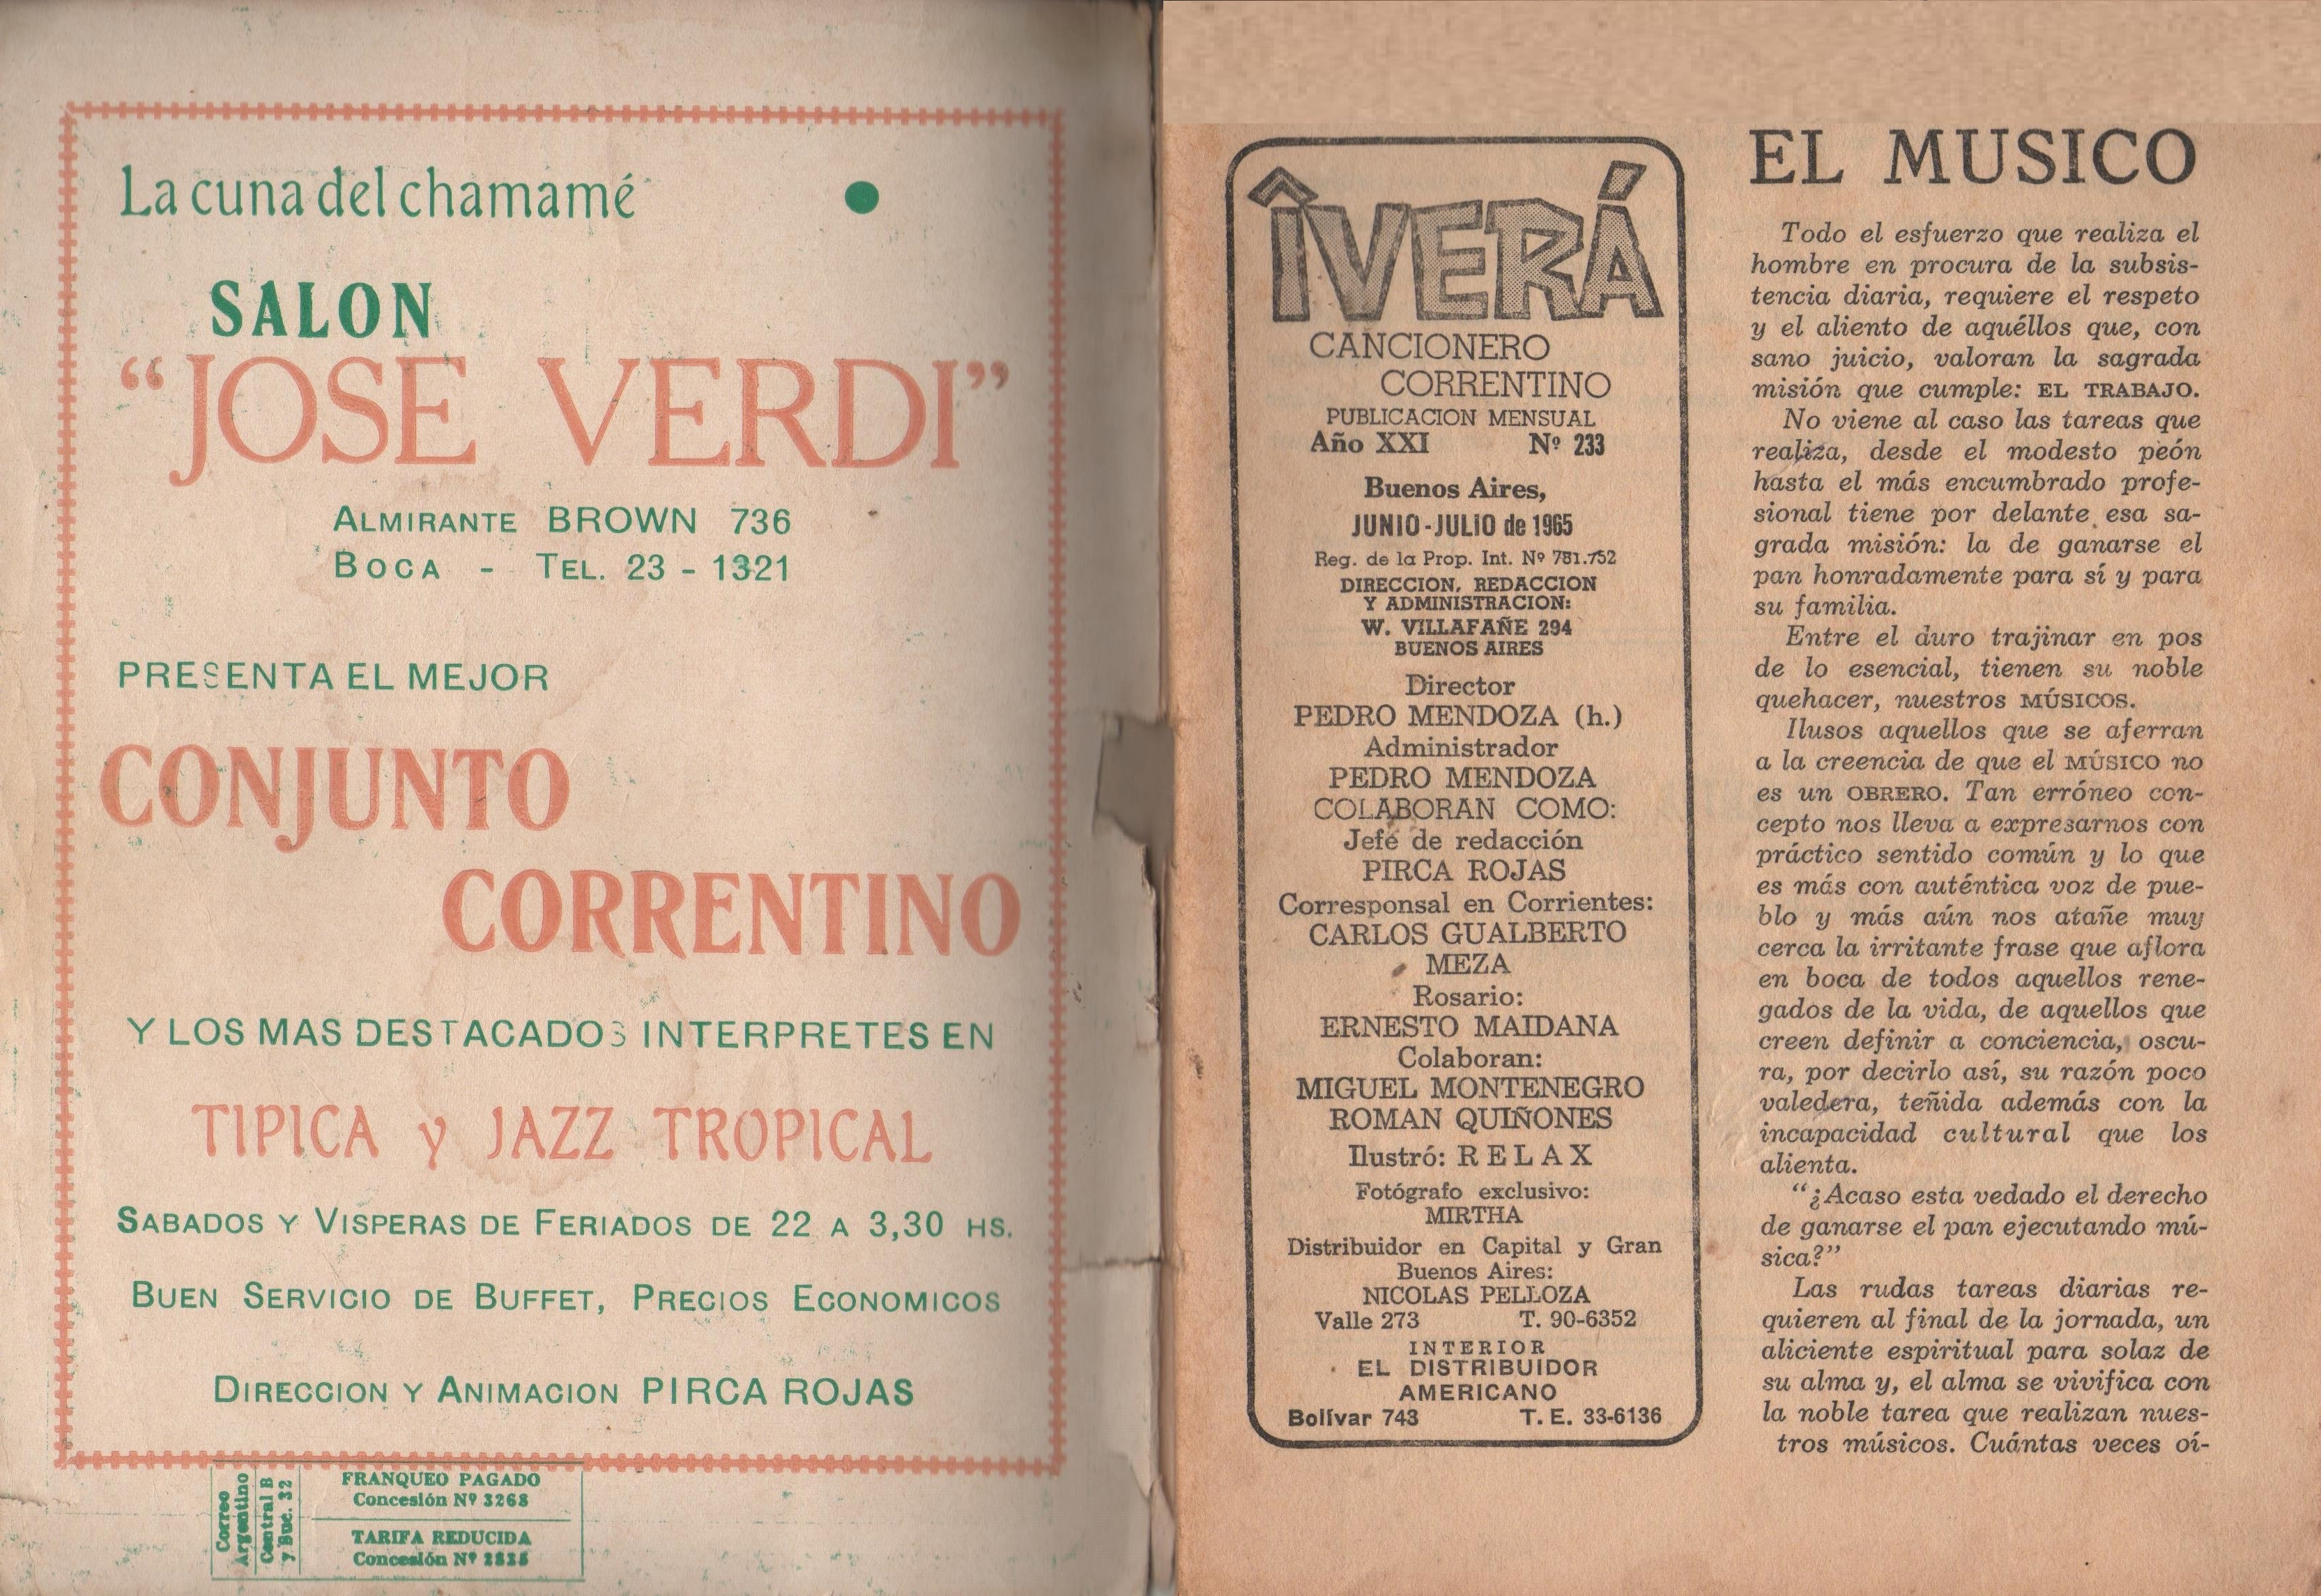 La cuna del chamamé
SALON
"JOSE VERDI"
ALMIRANTE BROWN 736
BOCA - TEL. 23 - 1321
PRESENTA EL MEJOR
CONJUNTO
CORRENTINO
Y LOS MAS DESTACADOS INTERPRETES EN
TIPICA y JAZZ TROPICAL
SABADOS Y VISPERAS DE FERIADOS DE 22 A 3,30 HS.
BUEN SERVICIO DE BUFFET, PRECIOS ECONOMICOS
DIRECCION Y ANIMACION PIRCA ROJAS
Correo
Argentino
Central B
y Suc. 32
FRANQUEO PAGADO
Concesión Nº 3268
TARIFA REDUCIDA
Concesión Nº
ÎVERÁ
CANCIONERO
CORRENTINO
PUBLICACION MENSUAL
Año XXI Nº 233
Buenos Aires,
JUNIO-JULIO de 1965
Reg. de la Prop. Int. Nº 781.752
DIRECCION, REDACCION
Y ADMINISTRACION:
W. VILLAFAÑE 294
BUENOS AIRES
Director
PEDRO MENDOZA (h.)
Administrador
PEDRO MENDOZA
COLABORAN COMO:
Jefe de redacción
PIRCA ROJAS
Corresponsal en Corrientes:
CARLOS GUALBERTO
MEZA
Rosario:
ERNESTO MAIDANA
Colaboran:
MIGUEL MONTENEGRO
ROMAN QUIÑONES
Ilustró: RELAX
Fotógrafo exclusivo:
MIRTHA
Distribuidor en Capital y Gran
Buenos Aires:
NICOLAS PELLOZA
Valle 273 T. 90-6352
INTERIOR
EL DISTRIBUIDOR
AMERICANO
Bolívar 743 T. E. 33-6136
EL MUSICO
Todo el esfuerzo que realiza el
hombre en procura de la subsis-
tencia diaria, requiere el respeto
y el aliento de aquéllos que, con
sano juicio, valoran la sagrada
misión que cumple: EL TRABAJO.
No viene al caso las tareas que
realiza, desde el modesto peón
hasta el más encumbrado profe-
sional tiene por delante esa sa-
grada misión: la de ganarse el
pan honradamente para sí y para
su familia.
Entre el duro trajinar en pos
de lo esencial, tienen su noble
quehacer, nuestros MÚSICOS.
Ilusos aquellos que se aferran
a la creencia de que el MÚSICO no
es un OBRERO. Tan erróneo con-
cepto nos lleva a expresarnos con
práctico sentido común y lo que
es más con auténtica voz de pue-
blo y más aún nos atañe muy
cerca la irritante frase que aflora
en boca de todos aquellos rene-
gados de la vida, de aquellos que
creen definir a conciencia, oscu-
ra, por decirlo así, su razón poco
valedera, teñida además con la
incapacidad cultural que los
alienta.
"¿Acaso esta vedado el derecho
de ganarse el pan ejecutando mú-
sica?"
Las rudas tareas diarias re-
quieren al final de la jornada, un
aliciente espiritual para solaz de
su alma y, el alma se vivifica con
la noble tarea que realizan nues-
tros músicos. Cuántas veces oí-